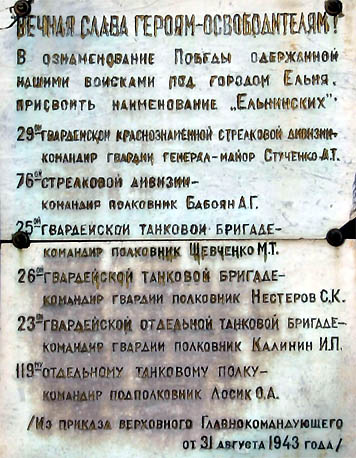 ВЕЧНАЯ СЛАВА ГЕРОЯМ-ОСВОБОДИТЕЛЯМ!
В ОЗНАМЕНОВАНИЕ ПОБЕДЫ ОДЕРЖАННОЙ
НАШИМИ ВОЙСКАМИ ПОД ГОРОДОМ ЕЛЬНЯ.
ПРИСВОИТЬ НАИМЕНОВАНИЕ „ЕЛЬНИНСКИХ":
29ОЙ ГВАРДЕЙСКОЙ КРАСНОЗНАМЕННОЙ СТРЕЛКОВОЙ ДИВИЗИИ-
КОМАНДИР ГВАРДИИ ГЕНЕРАЛ-МАЙОР СТУЧЕНКО А.Т.
76ОЙ СТРЕЛКОВОЙ ДИВИЗИИ-
КОМАНДИР ПОЛКОВНИК БАБОЯН А.Г.
25ОЙ ГВАРДЕЙСКОЙ ТАНКОВОЙ БРИГАДЕ-
КОМАНДИР ПОЛКОВНИК ШЕВЧЕНКО М.Т.
26ОЙ ГВАРДЕЙСКОЙ ТАНКОВОЙ БРИГАДЕ-
КОМАНДИР ГВАРДИИ ПОЛКОВНИК НЕСТЕРОВ С.К.
23ОЙ ГВАРДЕЙСКОЙ ОТДЕЛЬНОЙ ТАНКОВОЙ БРИГАДЕ-
КОМАНДИР ГВАРДИИ ПОЛКОВНИК КАЛИНИН И.П.
119МУ ОТДЕЛЬНОМУ ТАНКОВОМУ ПОЛКУ-
КОМАНДИР ПОДПОЛКОВНИК ЛОСИК О.А.
/ИЗ ПРИКАЗА ВЕРХОВНОГО ГЛАВНОКОМАНДУЮЩЕГО
ОТ 31 АВГУСТА 1943 ГОДА/